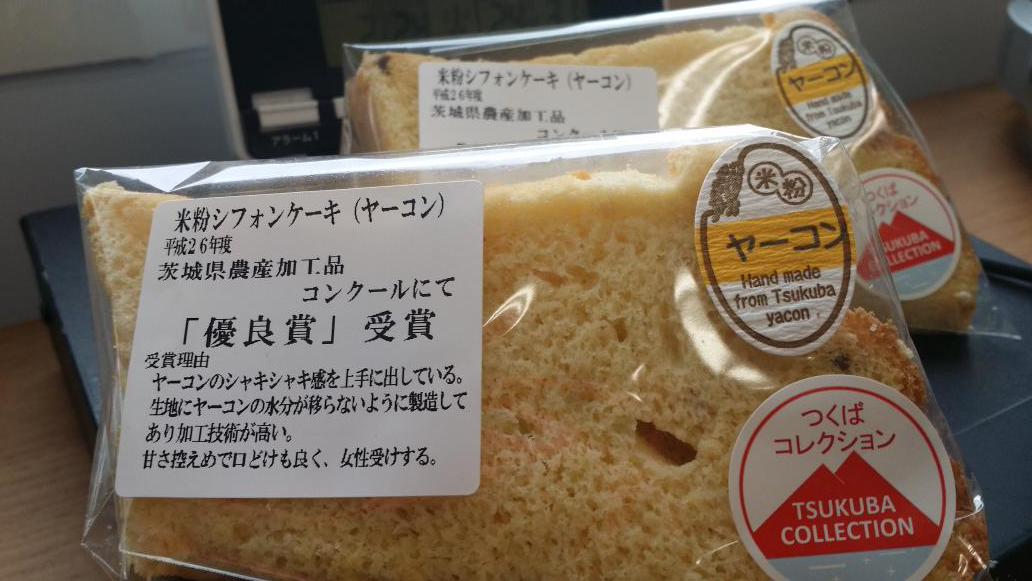 米粉シフォンケーキ(ヤーコン)
平成26年度
茨城県農産加工品
コンクールにて
「優良賞」受賞
受賞理由
ヤーコンのシャキシャキ感を上手に出している。
生地にヤーコンの水分が移らないように製造して
あり加工技術が高い。
甘さ控えめで口どけも良く、女性受けする。
米粉
ヤーコン
Hand made
from Tsukuba
yacon
つくば
コレクション
TSUKUBA
COLLECTION
米粉シフォンケーキ(ヤーコン)
平成26年度
茨城県農産加工品
米粉
ヤーコン
Hand made
from Tsukuba
yacon
つくば
コレクション
TSUKUBA
COLLECTION
アラーム1